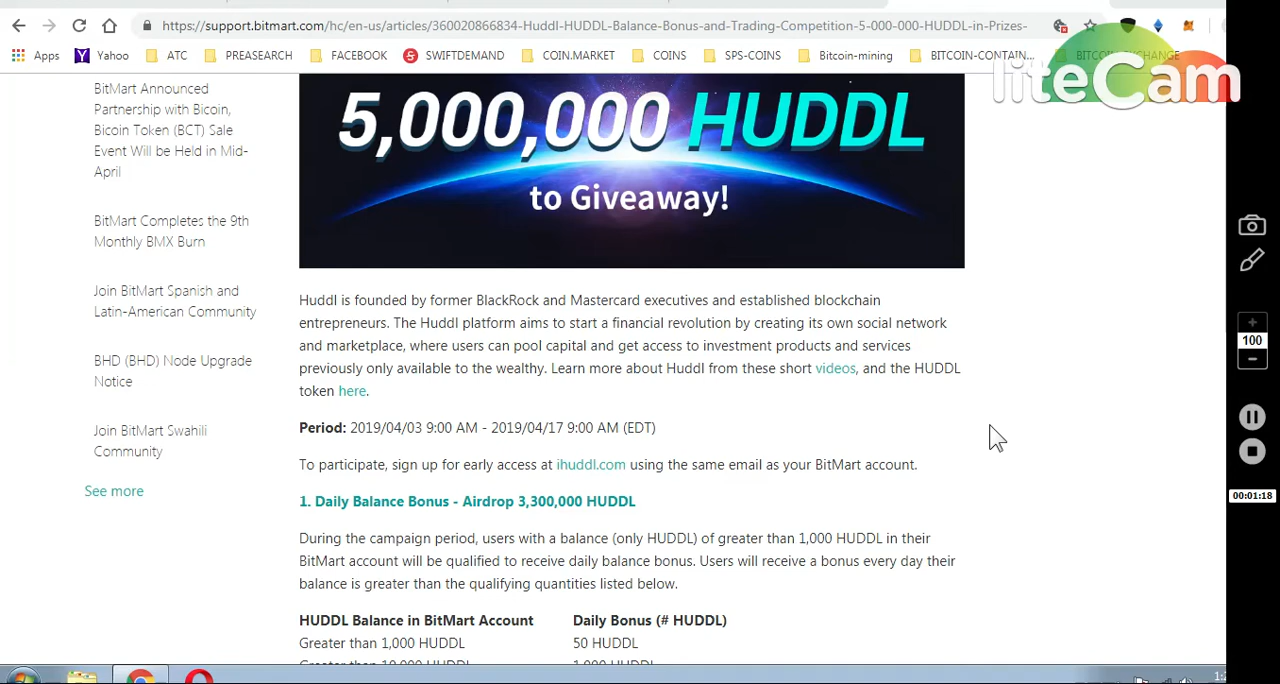 https://support.bitmart.com/hc/en-us/articles/360020866834-Huddl-HUDDL-Balance-Bonus-and-Trading-Competition-5-000-000-HUDDL-in-Prizes-
Apps Yahoo ATC PREASEARCH FACEBOOK SWIFTDEMAND COIN.MARKET COINS SPS-COINS Bitcoin-mining BITCOIN-CONTAIN... BITCOIN-EXCHANGE
liteCam
BitMart Announced
Partnership with Bicoin,
Bicoin Token (BCT) Sale
Event Will be Held in Mid-
April
BitMart Completes the 9th
Monthly BMX Burn
Join BitMart Spanish and
Latin-American Community
BHD (BHD) Node Upgrade
Notice
Join BitMart Swahili
Community
See more
5,000,000 HUDDL
to Giveaway!
Huddl is founded by former BlackRock and Mastercard executives and established blockchain
entrepreneurs. The Huddl platform aims to start a financial revolution by creating its own social network
and marketplace, where users can pool capital and get access to investment products and services
previously only available to the wealthy. Learn more about Huddl from these short videos, and the HUDDL
token here.
Period: 2019/04/03 9:00 AM - 2019/04/17 9:00 AM (EDT)
To participate, sign up for early access at ihuddl.com using the same email as your BitMart account.
1. Daily Balance Bonus - Airdrop 3,300,000 HUDDL
During the campaign period, users with a balance (only HUDDL) of greater than 1,000 HUDDL in their
BitMart account will be qualified to receive daily balance bonus. Users will receive a bonus every day their
balance is greater than the qualifying quantities listed below.
HUDDL Balance in BitMart Account Daily Bonus (# HUDDL)
Greater than 1,000 HUDDL 50 HUDDL
Greater than 10,000 HUDDL 1,000 HUDDL
100
00:01:18